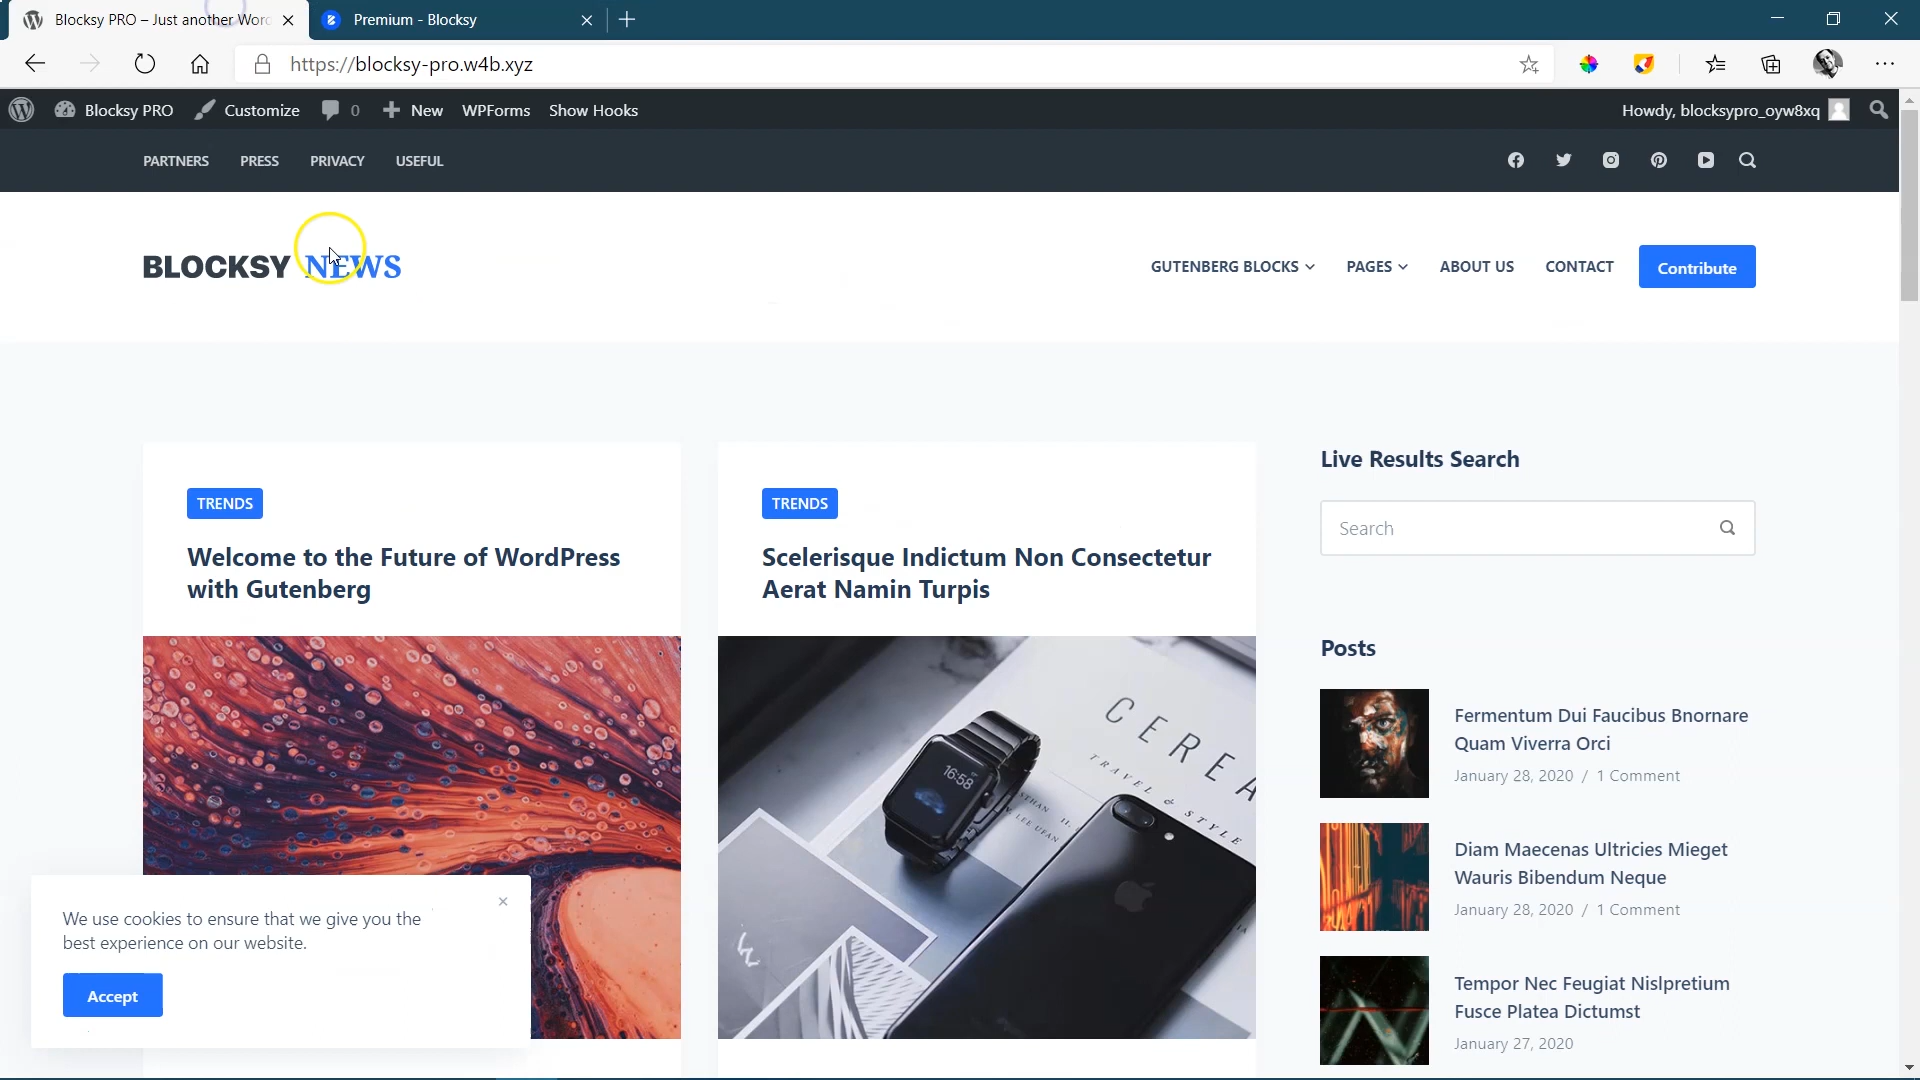 Blocksy PRO – Just another Word
Premium - Blocksy
https://blocksy-pro.w4b.xyz
Blocksy PRO
Customize
0
New
WPForms
Show Hooks
Howdy, blocksypro_oyw8xq
PARTNERS
PRESS
PRIVACY
USEFUL
BLOCKSY NEWS
GUTENBERG BLOCKS
PAGES
ABOUT US
CONTACT
Contribute
TRENDS
Welcome to the Future of WordPress
with Gutenberg
TRENDS
Scelerisque Indictum Non Consectetur
Aerat Namin Turpis
16:58
CEREA
TRAVEL & STYLE
Live Results Search
Search
Posts
Fermentum Dui Faucibus Bnornare
Quam Viverra Orci
January 28, 2020 / 1 Comment
Diam Maecenas Ultricies Mieget
Wauris Bibendum Neque
January 28, 2020 / 1 Comment
Tempor Nec Feugiat Nislpretium
Fusce Platea Dictumst
January 27, 2020
We use cookies to ensure that we give you the
best experience on our website.
Accept